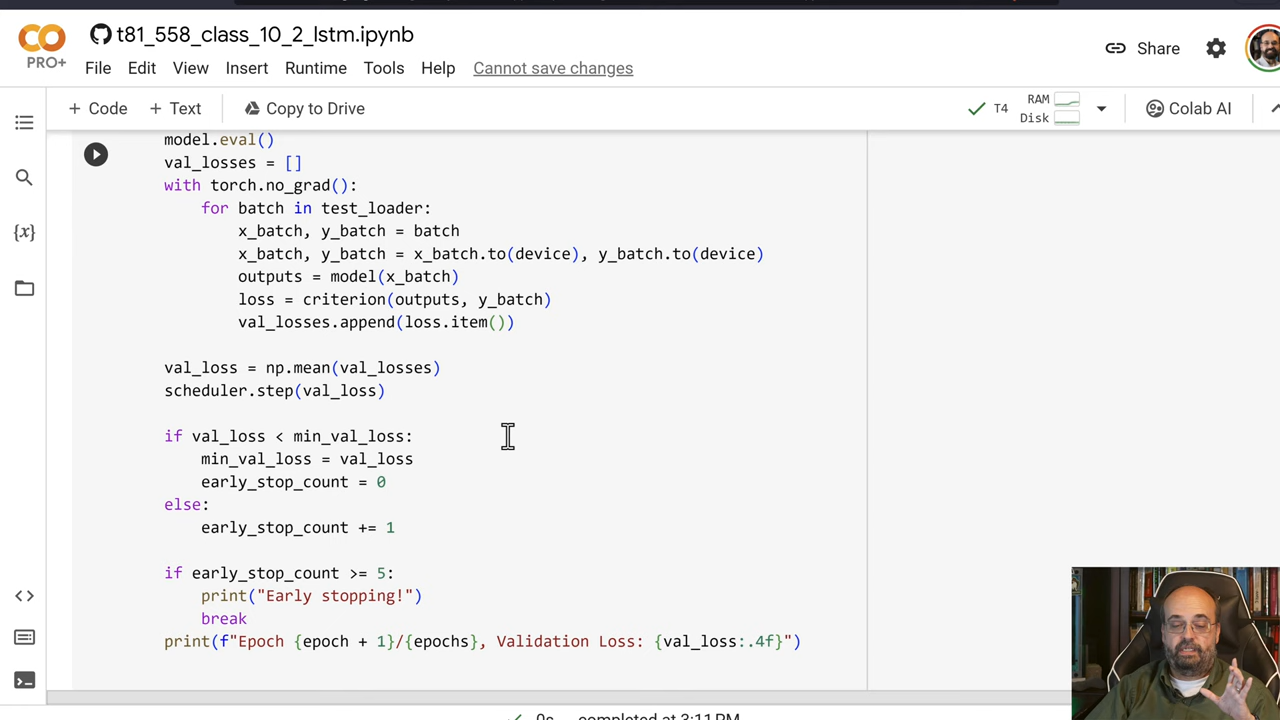 t81_558_class_10_2_lstm.ipynb
PRO+
File Edit View Insert Runtime Tools Help Cannot save changes
Share
+ Code + Text Copy to Drive
T4
RAM
Disk
Colab AI
model.eval()
val_losses = []
with torch.no_grad():
for batch in test_loader:
x_batch, y_batch = batch
x_batch, y_batch = x_batch.to(device), y_batch.to(device)
outputs = model(x_batch)
loss = criterion(outputs, y_batch)
val_losses.append(loss.item())
val_loss = np.mean(val_losses)
scheduler.step(val_loss)
if val_loss < min_val_loss:
min_val_loss = val_loss
early_stop_count = 0
else:
early_stop_count += 1
if early_stop_count >= 5:
print("Early stopping!")
break
print(f"Epoch {epoch + 1}/{epochs}, Validation Loss: {val_loss:.4f}")
0s completed at 3:11 PM